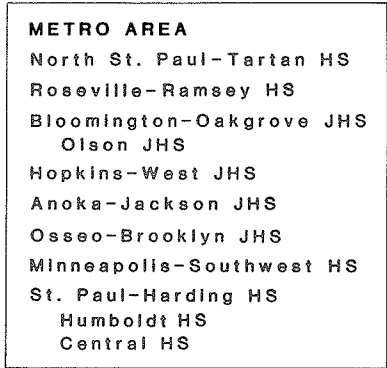 METRO AREA
North St. Paul-Tartan HS
Roseville-Ramsey HS
Bloomington-Oakgrove JHS
Olson JHS
Hopkins-West JHS
Anoka-Jackson JHS
Osseo-Brooklyn JHS
Minneapolis-Southwest HS
St. Paul-Harding HS
Humboldt HS
Central HS